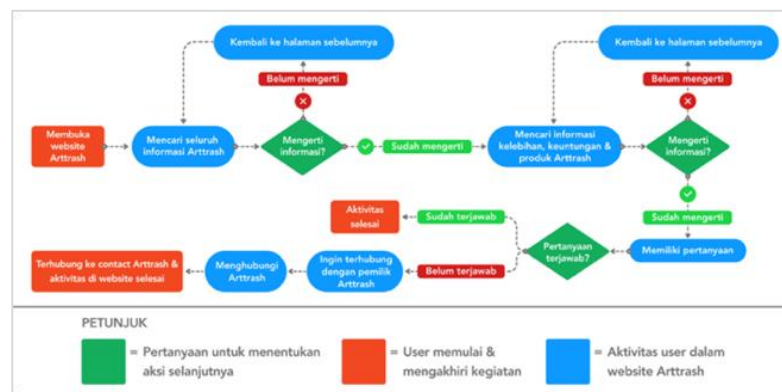 Kembali ke halaman sebelumnya
Kembali ke halaman sebelumnya
Belum mengerti
Belum mengerti
Membuka
website
Arttrash
Mencari seluruh
informasi Arttrash
Mengerti
informasi?
Sudah mengerti
Mencari informasi
kelebihan, keuntungan &
produk Arttrash
Mengerti
informasi?
Sudah mengerti
Aktivitas
selesai
Sudah terjawab
Pertanyaan
terjawab?
Memiliki pertanyaan
Terhubung ke contact Arttrash &
aktivitas di website selesai
Menghubungi
Arttrash
Ingin terhubung
dengan pemilik
Arttrash
Belum terjawab
PETUNJUK
= Pertanyaan untuk menentukan
aksi selanjutnya
= User memulai &
mengakhiri kegiatan
= Aktivitas user dalam
website Arttrash